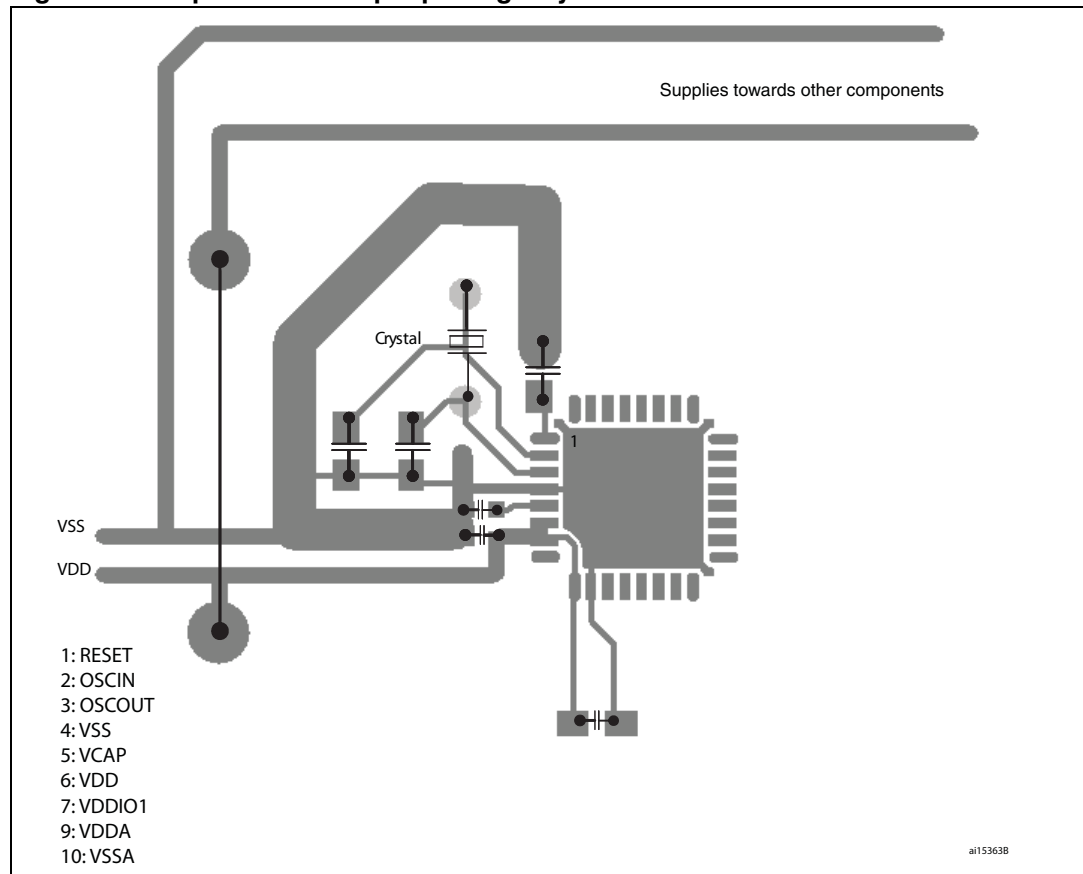 Supplies towards other components
Crystal
1
VSS
VDD
1: RESET
2: OSCIN
3: OSCOUT
4: VSS
5: VCAP
6: VDD
7: VDDIO1
9: VDDA
10: VSSA
ai15363B